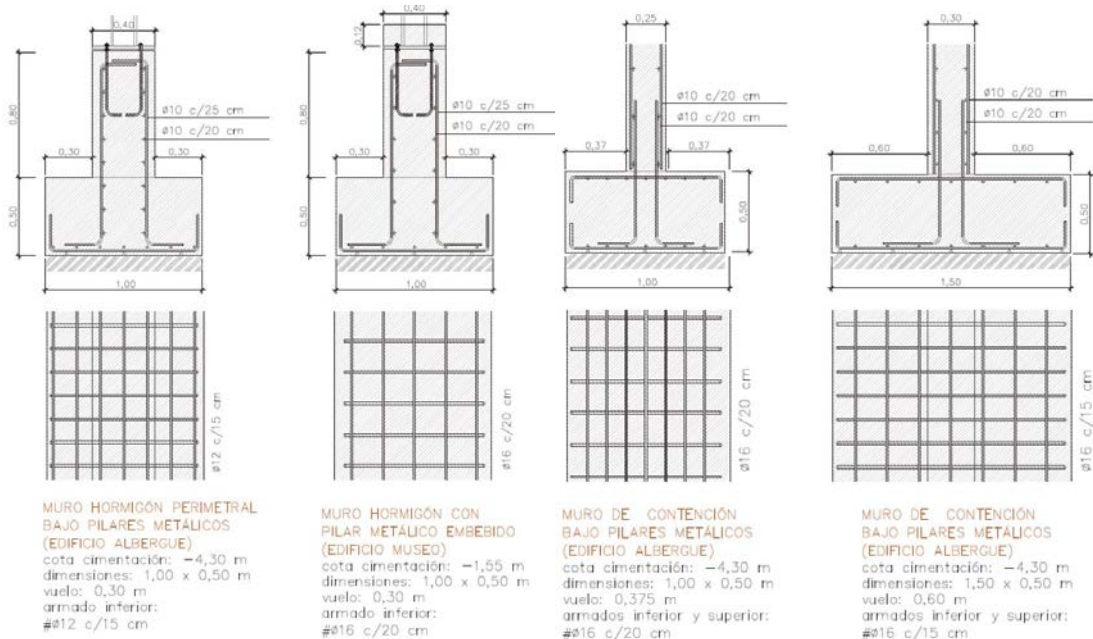 0,40
0,80
ø10 c/25 cm
ø10 c/20 cm
0,30
0,30
0,50
1,00
ø12 c/15 cm
MURO HORMIGÓN PERIMETRAL
BAJO PILARES METÁLICOS
(EDIFICIO ALBERGUE)
cota cimentación: −4,30 m
dimensiones: 1,00 x 0,50 m
vuelo: 0,30 m
armado inferior:
#ø12 c/15 cm
0,40
0,12
0,80
ø10 c/25 cm
ø10 c/20 cm
0,30
0,30
0,50
1,00
ø16 c/20 cm
MURO HORMIGÓN CON
PILAR METÁLICO EMBEBIDO
(EDIFICIO MUSEO)
cota cimentación: −1,55 m
dimensiones: 1,00 x 0,50 m
vuelo: 0,30 m
armado inferior:
#ø16 c/20 cm
0,25
ø10 c/20 cm
ø10 c/20 cm
0,37
0,37
0,50
1,00
ø16 c/20 cm
MURO DE CONTENCIÓN
BAJO PILARES METÁLICOS
(EDIFICIO ALBERGUE)
cota cimentación: −4,30 m
dimensiones: 1,00 x 0,50 m
vuelo: 0,375 m
armados inferior y superior:
#ø16 c/20 cm
0,30
ø10 c/20 cm
ø10 c/20 cm
0,60
0,60
0,50
1,50
ø16 c/15 cm
MURO DE CONTENCIÓN
BAJO PILARES METÁLICOS
(EDIFICIO ALBERGUE)
cota cimentación: −4,30 m
dimensiones: 1,50 x 0,50 m
vuelo: 0,60 m
armados inferior y superior:
#ø16 c/15 cm